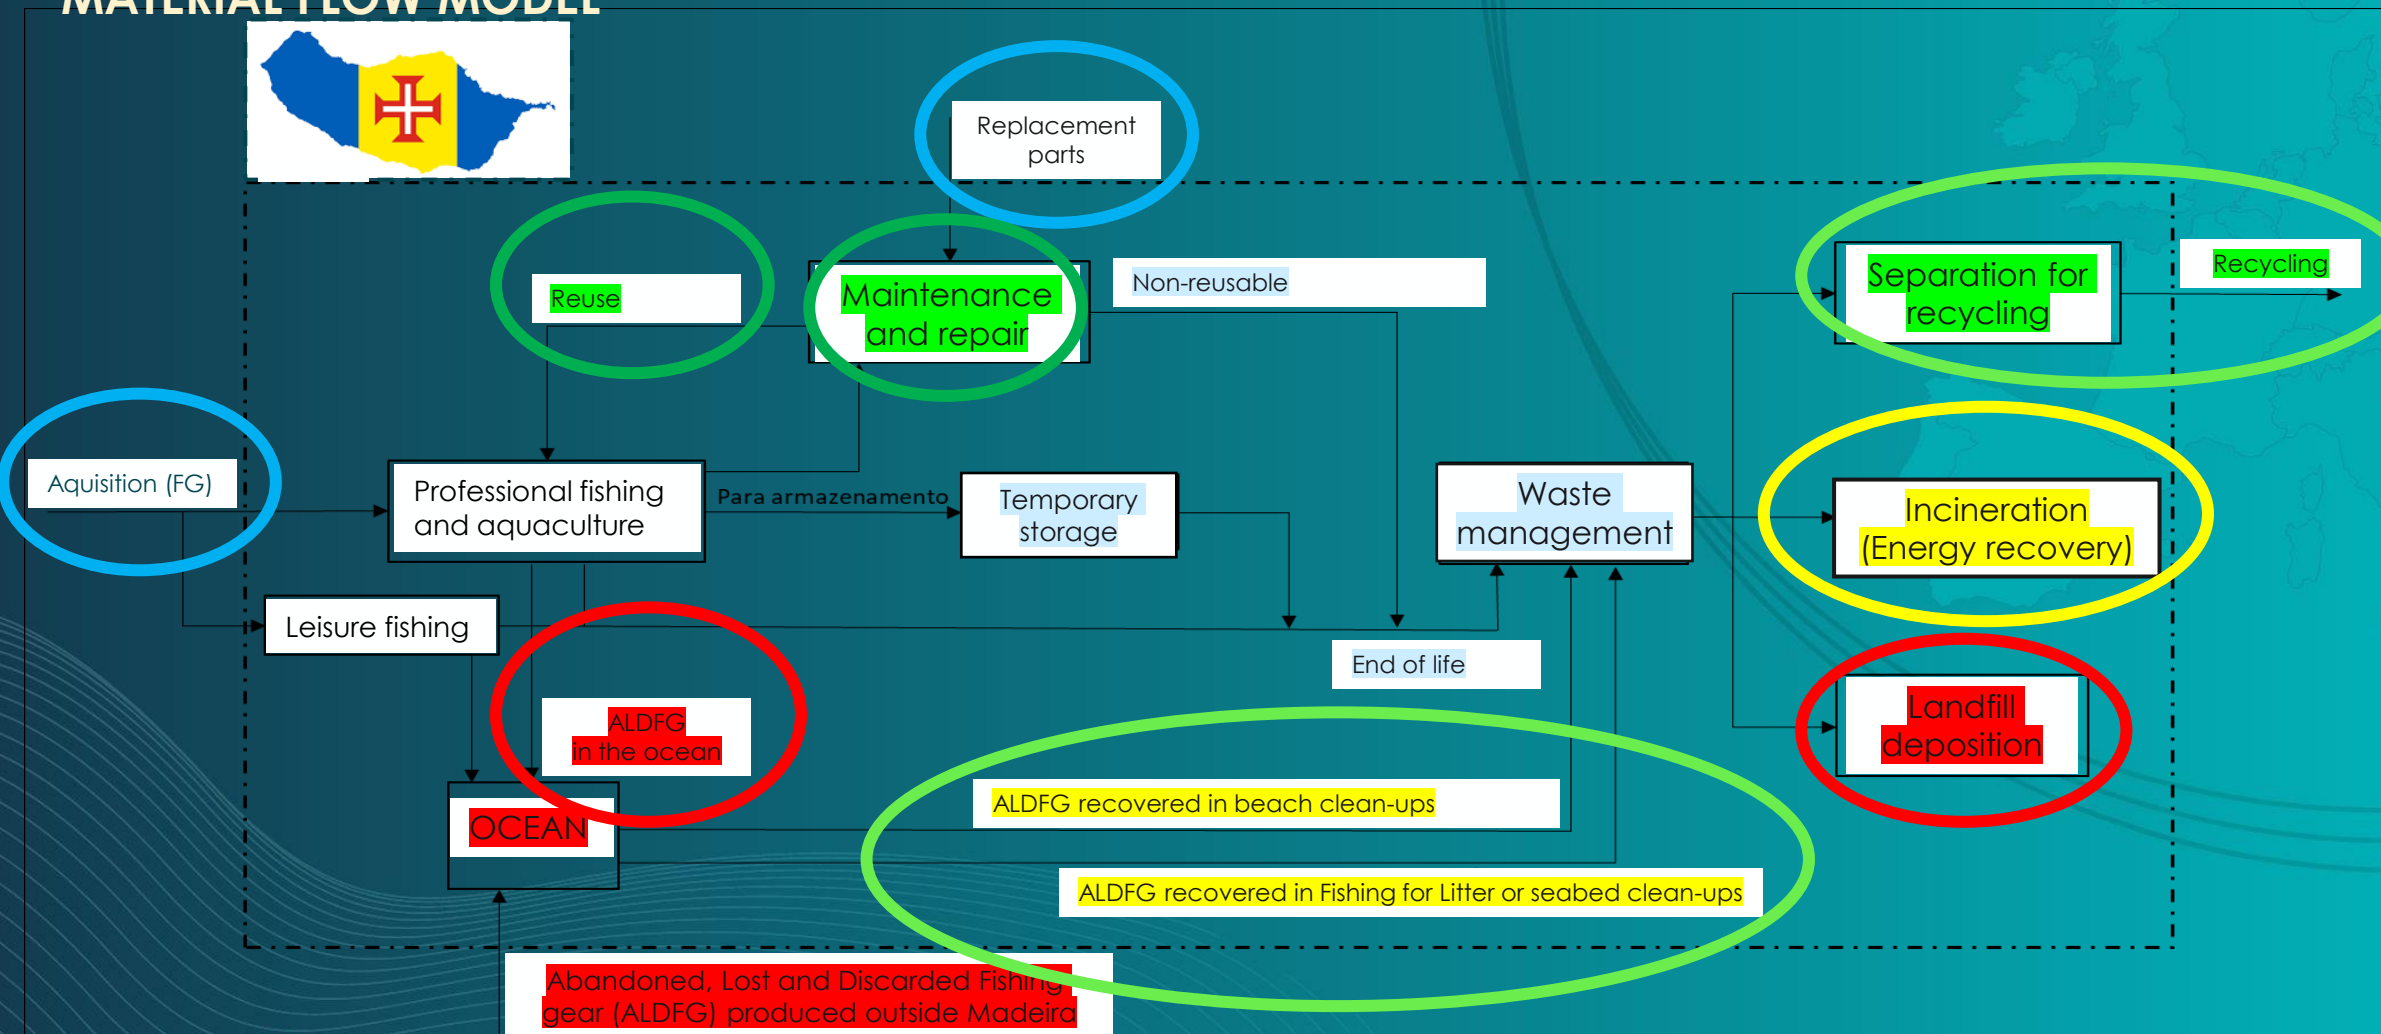 MATERIAL FLOW MODEL
Replacement
parts
Reuse
Maintenance
and repair
Non-reusable
Separation for
recycling
Recycling
Aquisition (FG)
Professional fishing
and aquaculture
Para armazenamento
Temporary
storage
Waste
management
Incineration
(Energy recovery)
Leisure fishing
End of life
ALDFG
in the ocean
Landfill
deposition
OCEAN
ALDFG recovered in beach clean-ups
ALDFG recovered in Fishing for Litter or seabed clean-ups
Abandoned, Lost and Discarded Fishing
gear (ALDFG) produced outside Madeira